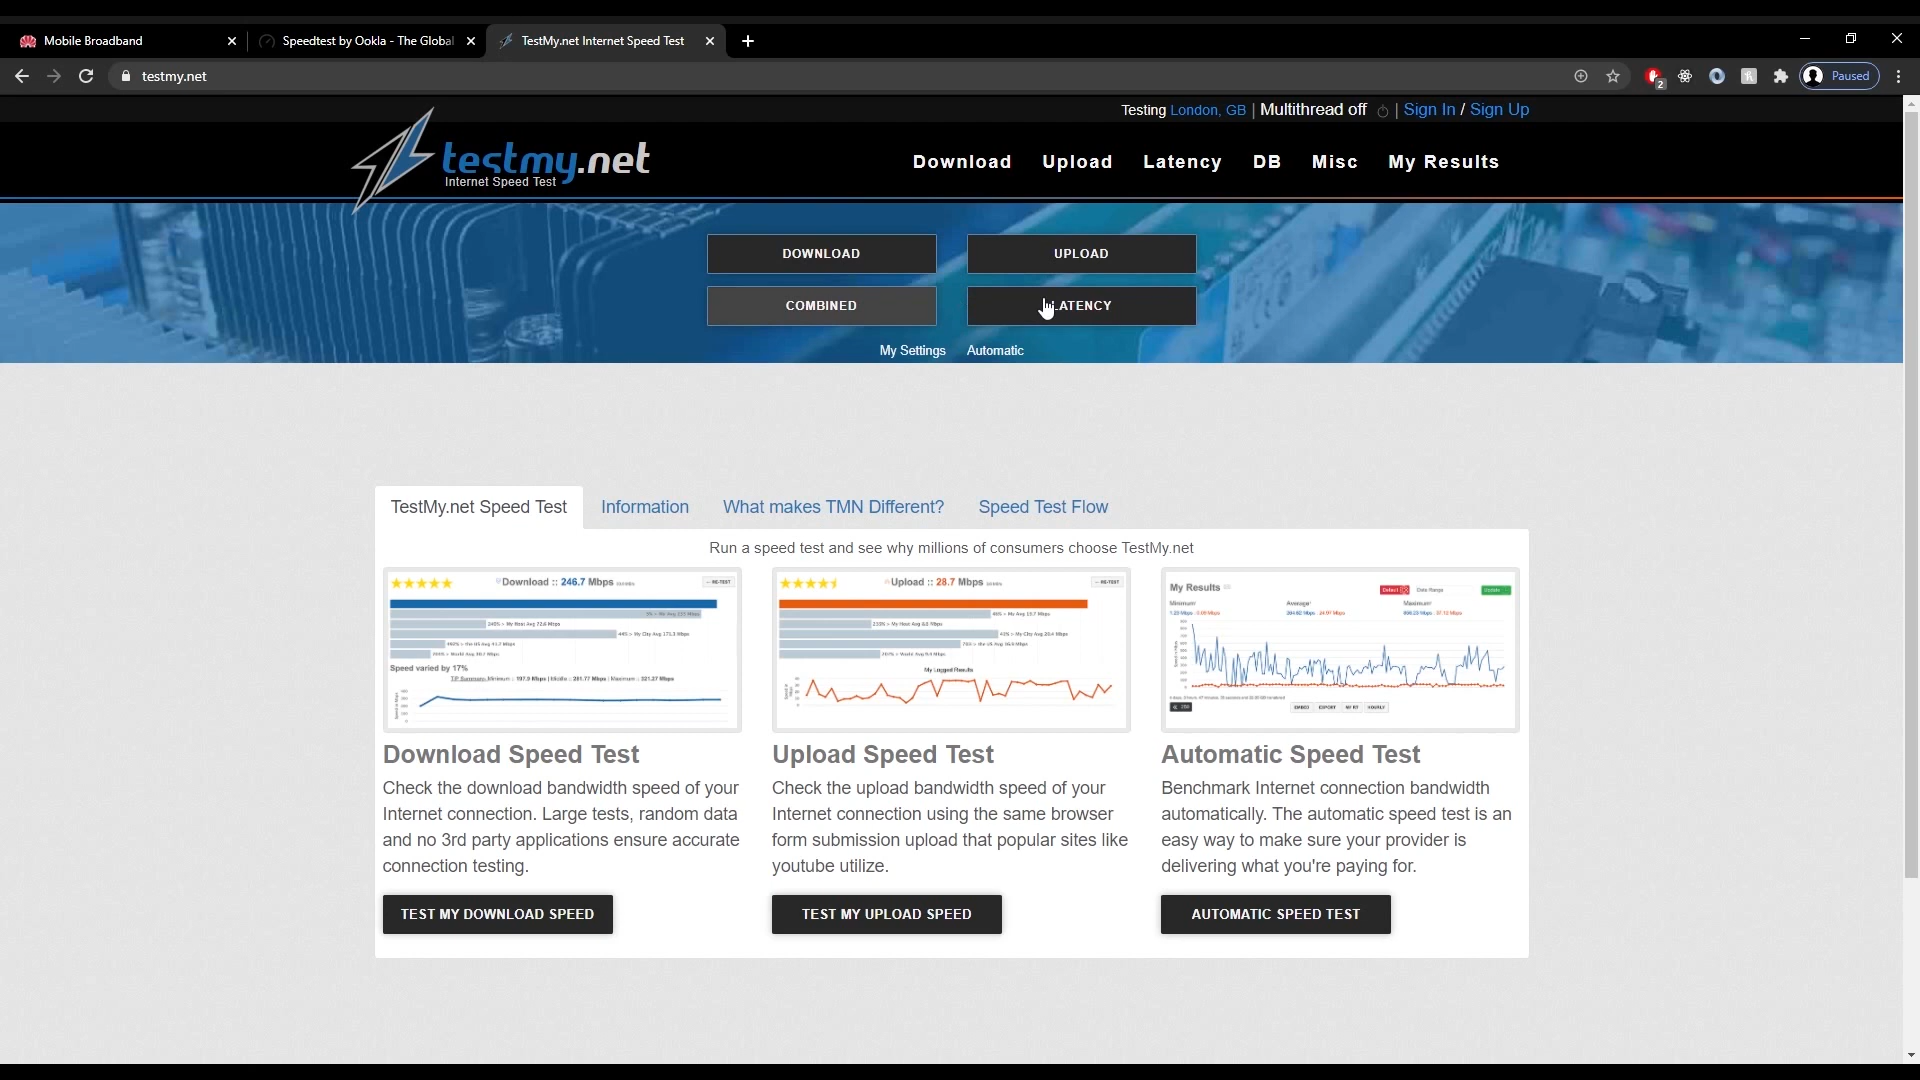 Mobile Broadband
Speedtest by Ookla - The Global
TestMy.net Internet Speed Test
testmy.net
2
Paused
Testing London, GB | Multithread off | Sign In / Sign Up
testmy.net
Internet Speed Test
Download Upload Latency DB Misc My Results
DOWNLOAD UPLOAD
COMBINED LATENCY
My Settings Automatic
TestMy.net Speed Test Information What makes TMN Different? Speed Test Flow
Run a speed test and see why millions of consumers choose TestMy.net
Download :: 246.7 Mbps
Speed varied by 17%
Upload :: 28.7 Mbps
My Logged Results
My Results
Minimum Average Maximum
Download Speed Test
Check the download bandwidth speed of your
Internet connection. Large tests, random data
and no 3rd party applications ensure accurate
connection testing.
TEST MY DOWNLOAD SPEED
Upload Speed Test
Check the upload bandwidth speed of your
Internet connection using the same browser
form submission upload that popular sites like
youtube utilize.
TEST MY UPLOAD SPEED
Automatic Speed Test
Benchmark Internet connection bandwidth
automatically. The automatic speed test is an
easy way to make sure your provider is
delivering what you're paying for.
AUTOMATIC SPEED TEST